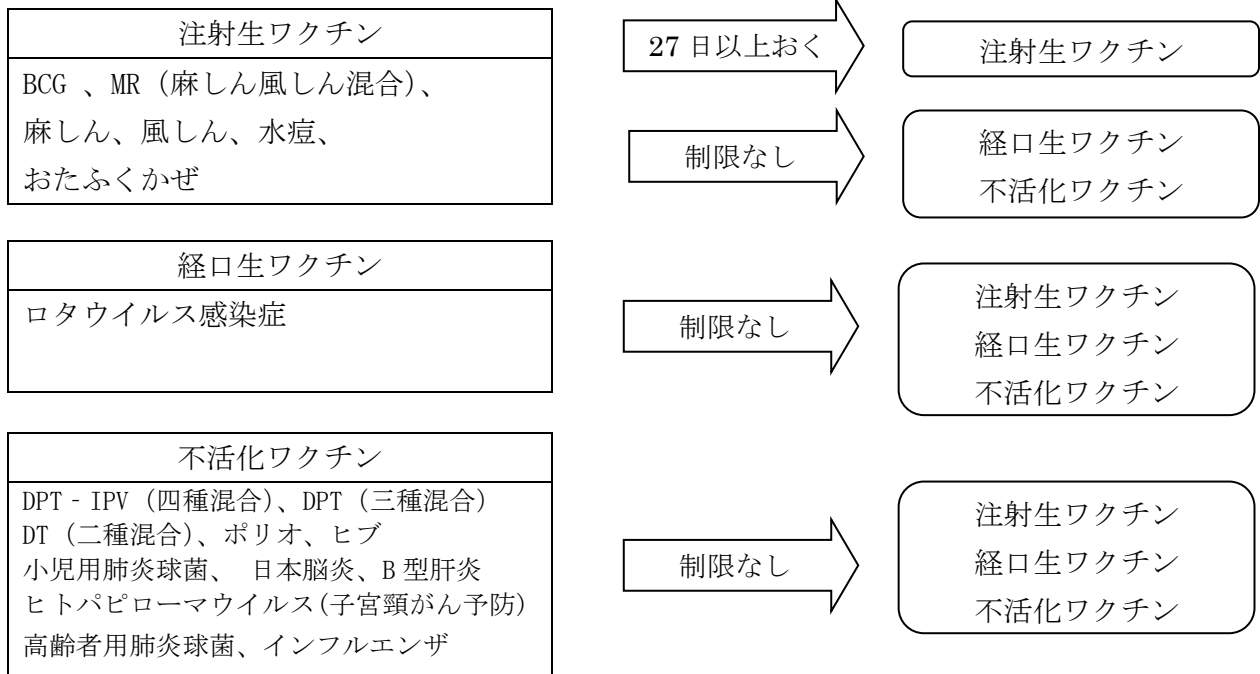 注射生ワクチン
BCG 、MR (麻しん風しん混合)、
麻しん、風しん、水痘、
おたふくかぜ
27 日以上おく
注射生ワクチン
制限なし
経口生ワクチン
不活化ワクチン
経口生ワクチン
ロタウイルス感染症
制限なし
注射生ワクチン
経口生ワクチン
不活化ワクチン
不活化ワクチン
DPT‐IPV (四種混合)、DPT (三種混合)
DT (二種混合)、ポリオ、ヒブ
小児用肺炎球菌、 日本脳炎、B 型肝炎
ヒトパピローマウイルス(子宮頸がん予防)
高齢者用肺炎球菌、インフルエンザ
制限なし
注射生ワクチン
経口生ワクチン
不活化ワクチン